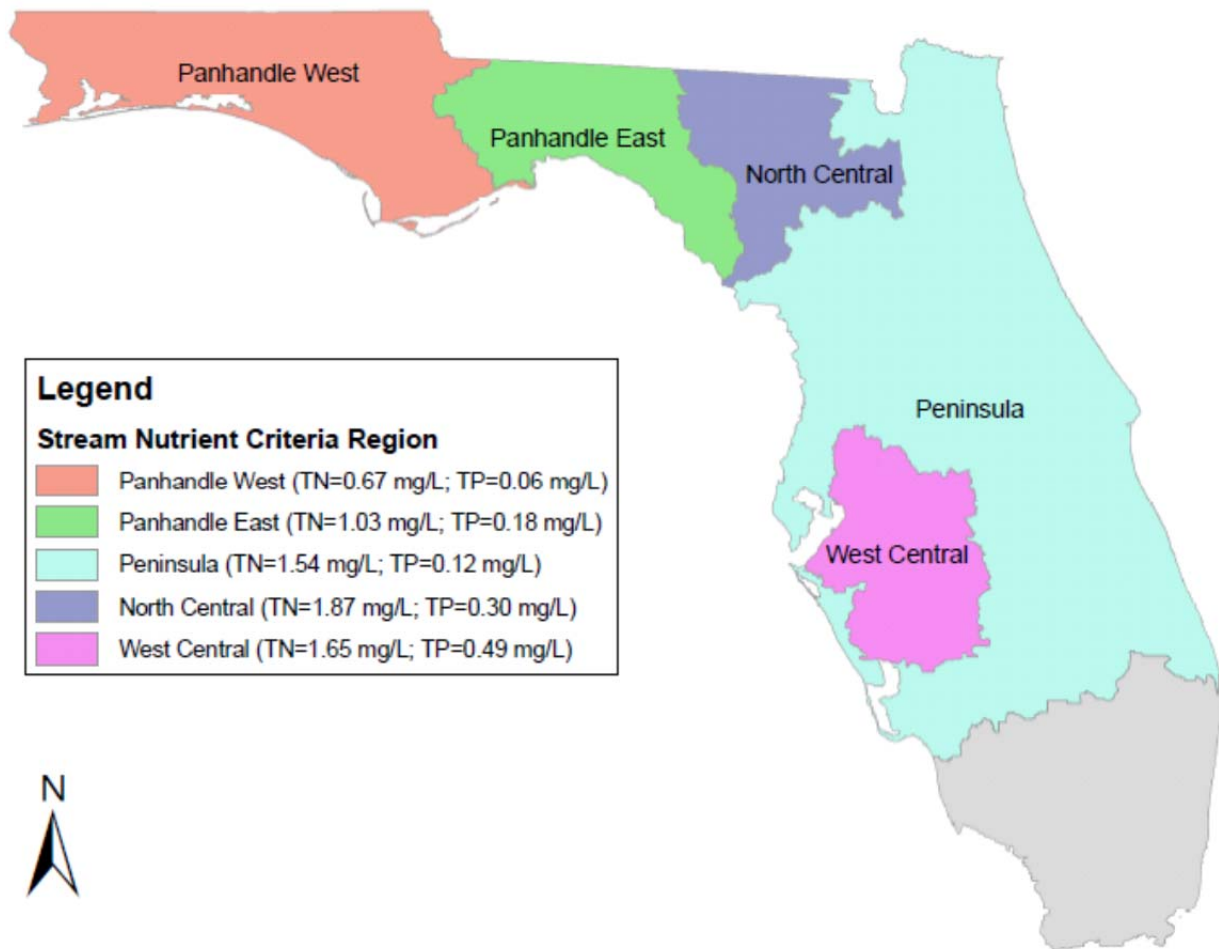 Panhandle West
Panhandle East
North Central
Peninsula
West Central
Legend
Stream Nutrient Criteria Region
Panhandle West (TN=0.67 mg/L; TP=0.06 mg/L)
Panhandle East (TN=1.03 mg/L; TP=0.18 mg/L)
Peninsula (TN=1.54 mg/L; TP=0.12 mg/L)
North Central (TN=1.87 mg/L; TP=0.30 mg/L)
West Central (TN=1.65 mg/L; TP=0.49 mg/L)
N